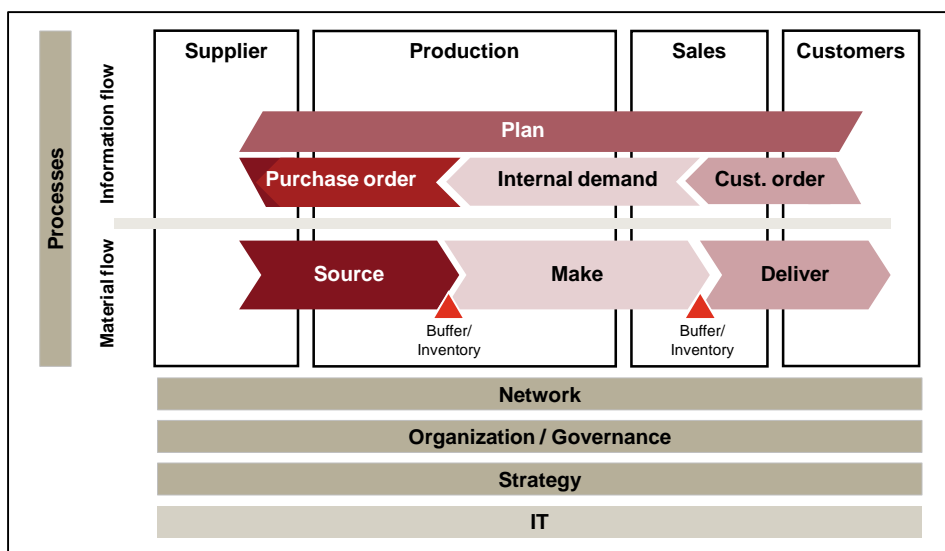 Supplier
Production
Sales
Customers
Processes
Information flow
Plan
Purchase order
Internal demand
Cust. order
Material flow
Source
Make
Deliver
Buffer/
Inventory
Buffer/
Inventory
Network
Organization / Governance
Strategy
IT